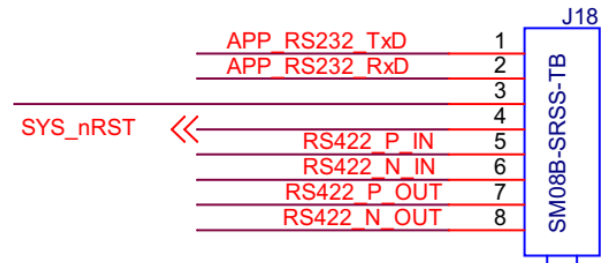 J18
APP_RS232_TxD 1
APP_RS232_RxD 2
3
SYS_nRST 4
RS422_P_IN 5
RS422_N_IN 6
RS422_P_OUT 7
RS422_N_OUT 8
SM08B-SRSS-TB